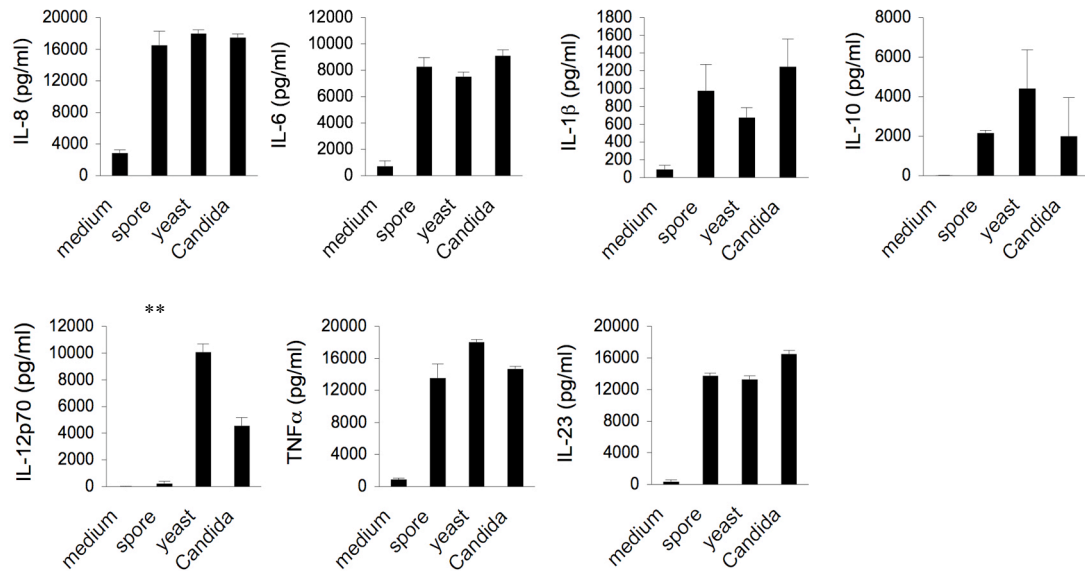 20000
16000
12000
8000
4000
0
IL-8 (pg/ml)
medium
spore
yeast
Candida
12000
10000
8000
6000
4000
2000
0
IL-6 (pg/ml)
medium
spore
yeast
Candida
1800
1600
1400
1200
1000
800
600
400
200
0
IL-1β (pg/ml)
medium
spore
yeast
Candida
8000
6000
4000
2000
0
IL-10 (pg/ml)
medium
spore
yeast
Candida
**
12000
10000
8000
6000
4000
2000
0
IL-12p70 (pg/ml)
medium
spore
yeast
Candida
20000
16000
12000
8000
4000
0
TNFα (pg/ml)
medium
spore
yeast
Candida
20000
16000
12000
8000
4000
0
IL-23 (pg/ml)
medium
spore
yeast
Candida